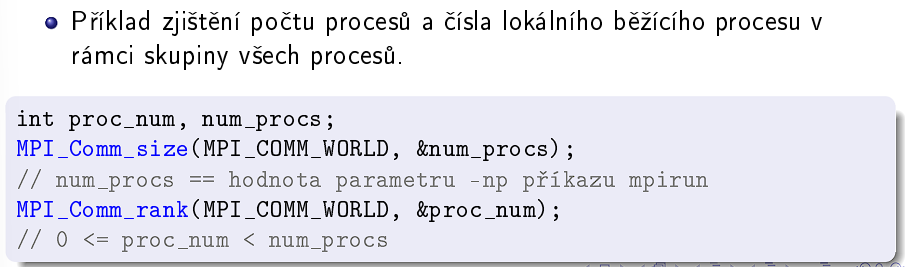 Příklad zjištění počtu procesů a čísla lokálního běžícího procesu v
rámci skupiny všech procesů.
int proc_num, num_procs;
MPI_Comm_size(MPI_COMM_WORLD, &num_procs);
// num_procs == hodnota parametru -np příkazu mpirun
MPI_Comm_rank(MPI_COMM_WORLD, &proc_num);
// 0 <= proc_num < num_procs